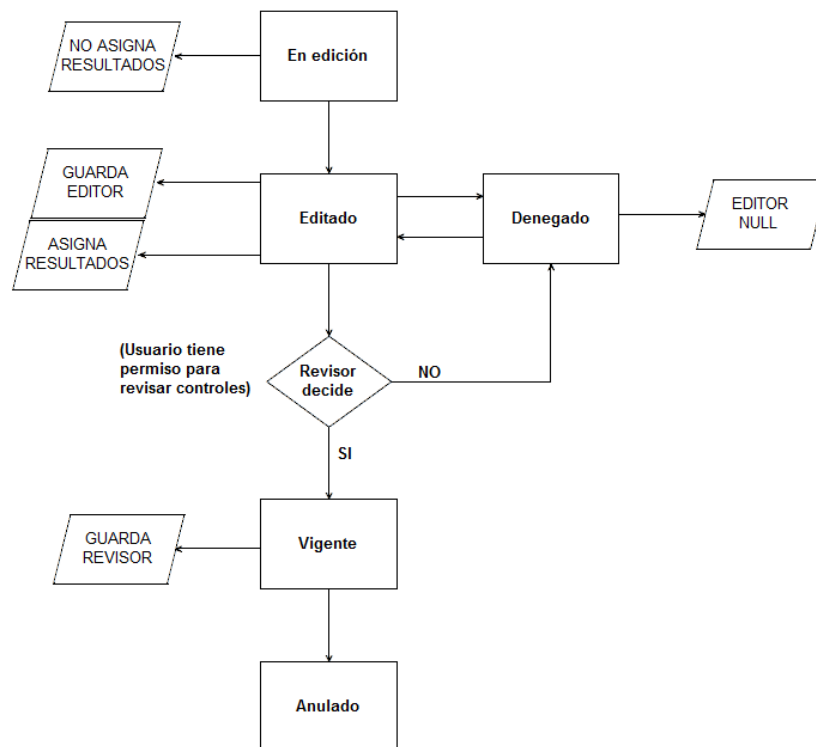 NO ASIGNA
RESULTADOS
En edición
GUARDA
EDITOR
ASIGNA
RESULTADOS
Editado
Denegado
EDITOR
NULL
(Usuario tiene
permiso para
revisar controles)
Revisor
decide
NO
SI
GUARDA
REVISOR
Vigente
Anulado